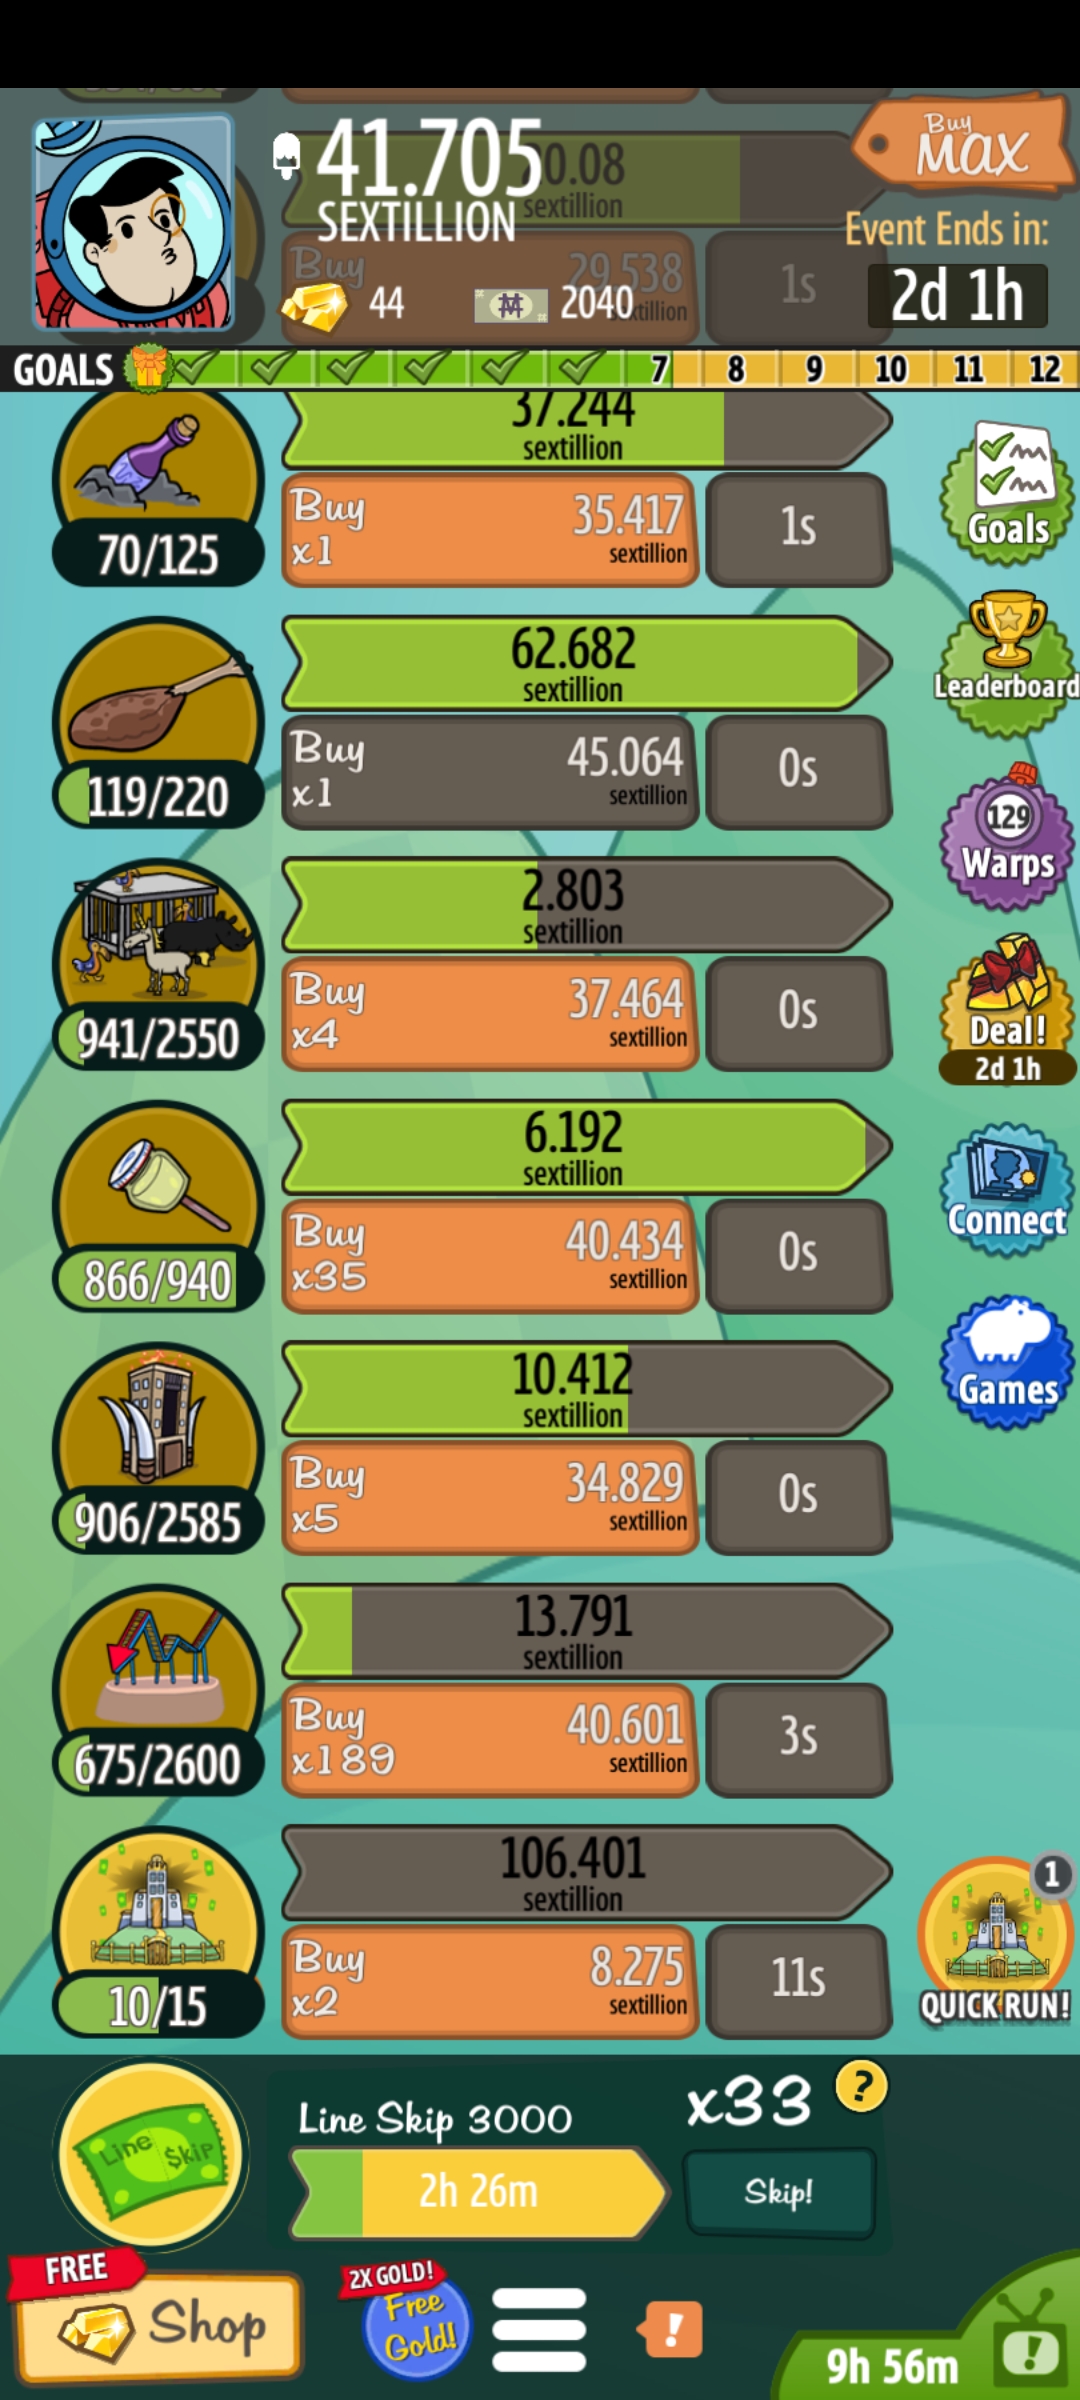 41.705
SEXTILLION
20.08
sextillion
Buy
MAX
Event Ends in:
2d 1h
Buy
29.538
sextillion
1s
44
2040
GOALS
7
8
9
10
11
12
37.244
sextillion
70/125
Buy
x1
35.417
sextillion
1s
Goals
62.682
sextillion
119/220
Buy
x1
45.064
sextillion
0s
Leaderboard
129
Warps
2.803
sextillion
941/2550
Buy
x4
37.464
sextillion
0s
Deal!
2d 1h
6.192
sextillion
866/940
Buy
x35
40.434
sextillion
0s
Connect
10.412
sextillion
906/2585
Buy
x5
34.829
sextillion
0s
Games
13.791
sextillion
675/2600
Buy
x189
40.601
sextillion
3s
106.401
sextillion
10/15
Buy
x2
8.275
sextillion
11s
1
QUICK RUN!
Line $kip
Line Skip 3000
x33
?
2h 26m
Skip!
FREE
Shop
2X GOLD!
Free
Gold!
!
9h 56m
!